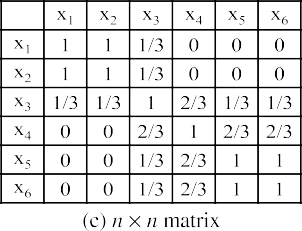 x1 x2 x3 x4 x5 x6
x1 1 1 1/3 0 0 0
x2 1 1 1/3 0 0 0
x3 1/3 1/3 1 2/3 1/3 1/3
x4 0 0 2/3 1 2/3 2/3
x5 0 0 1/3 2/3 1 1
x6 0 0 1/3 2/3 1 1
(c) n × n matrix